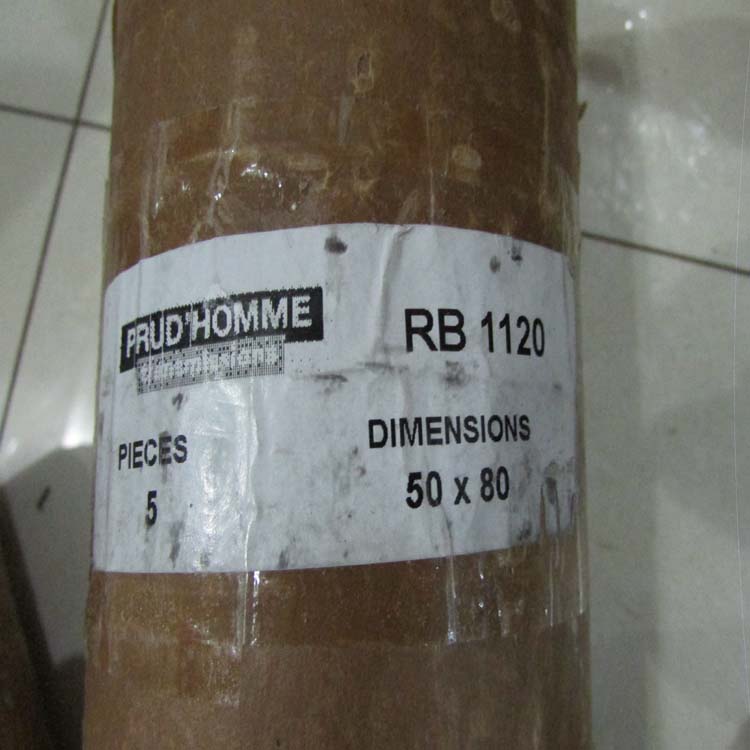 PRUD'HOMME
RB 1120
PIECES
DIMENSIONS
5
50 x 80